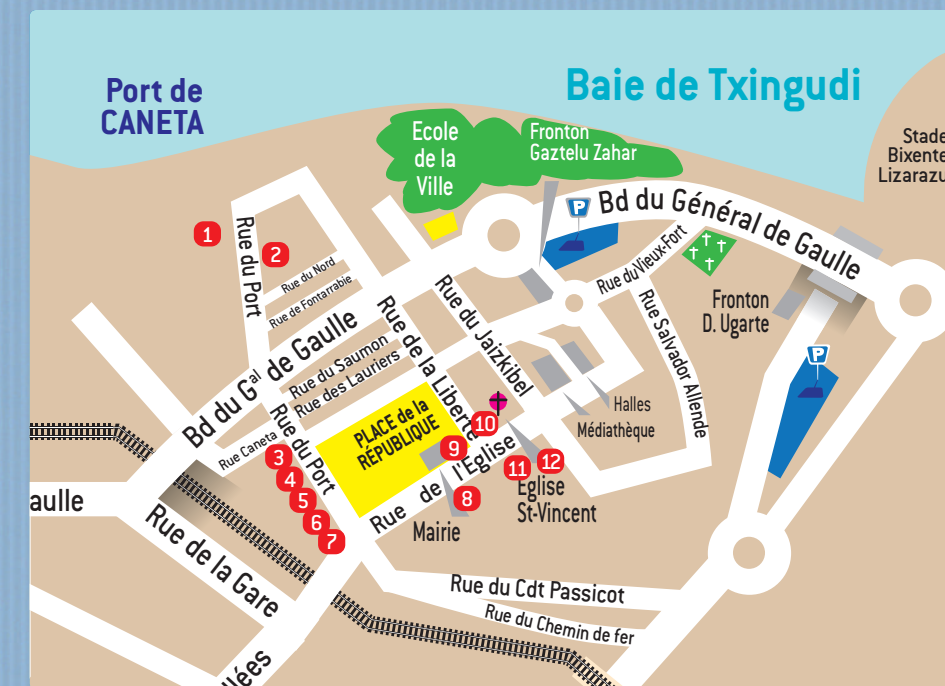 Port de
CANETA
Baie de Txingudi
Stade
Bixente
Lizarazu
Ecole
de la
Ville
Fronton
Gaztelu Zahar
P
Bd du Général de Gaulle
1
2
Rue du Port
Rue du Nord
Rue de Fontarrabie
Rue du Vieux-Fort
Rue Salvador Allende
Fronton
D. Ugarte
P
Bd du Gal de Gaulle
Rue du Saumon
Rue des Lauriers
Rue de la Liberté
Rue du Jaizkibel
Halles
Médiathèque
Rue Caneta
Rue du Port
PLACE de la
RÉPUBLIQUE
3
4
5
6
7
8
9
10
11
12
Rue de l'Eglise
Mairie
Eglise
St-Vincent
aulle
Rue de la Gare
Rue du Cdt Passicot
Rue du Chemin de fer
lées